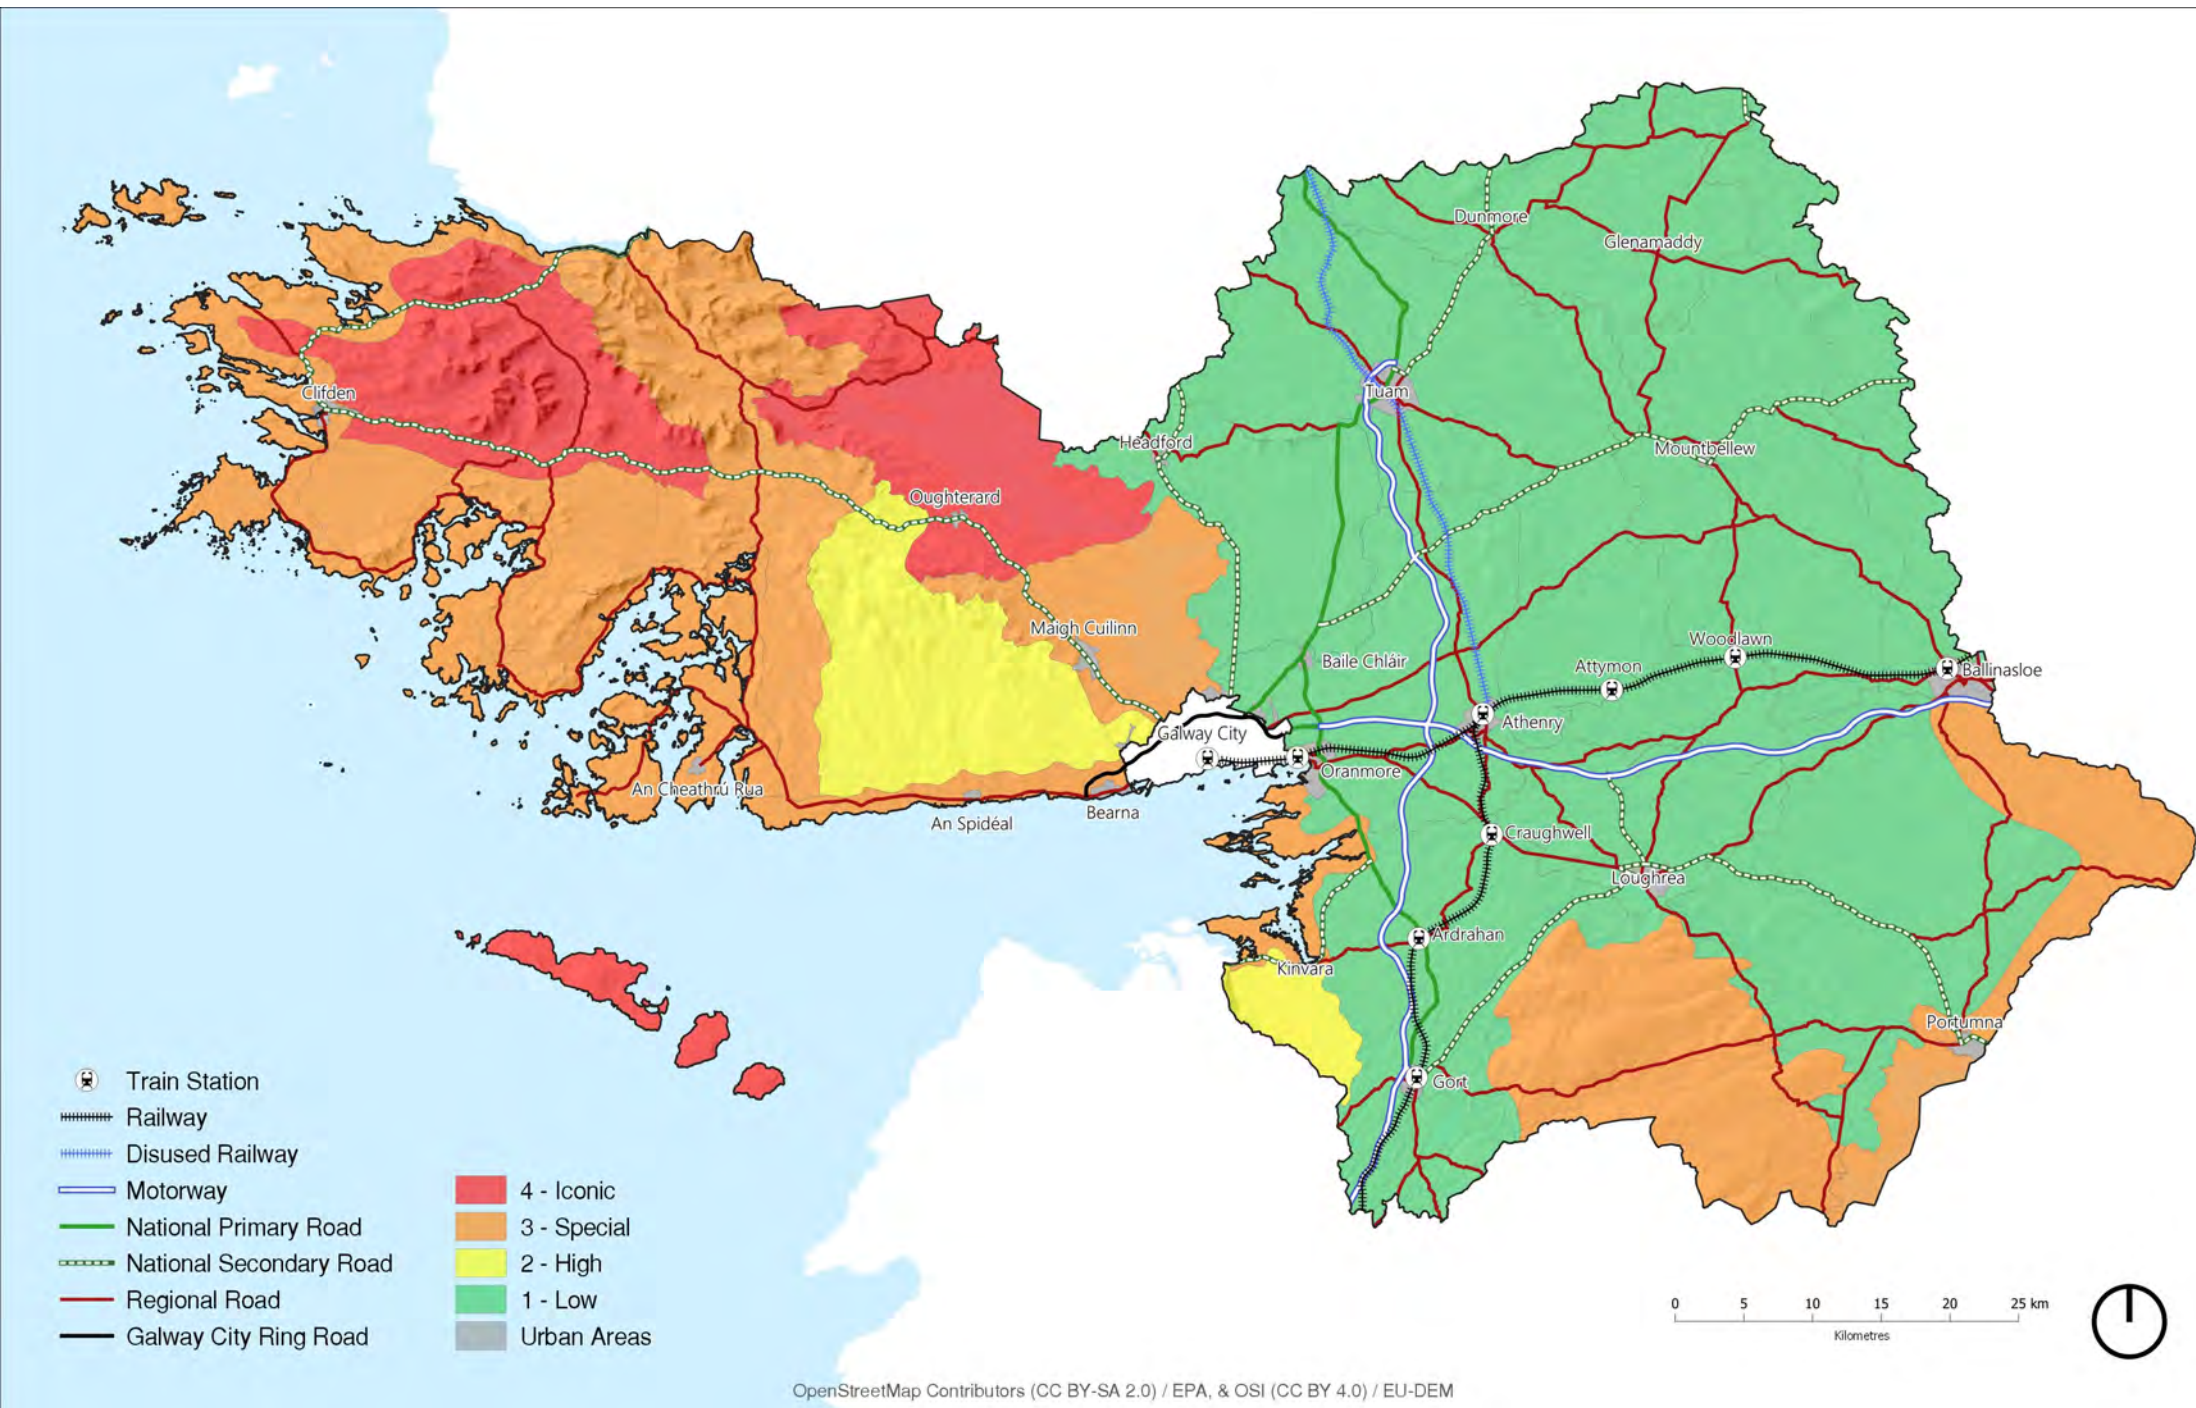 Dunmore
Glenamaddy
Clifden
Tuam
Headford
Mountbellew
Oughterard
Maigh Cuilinn
Baile Chláir
Woodlawn
Attymon
Ballinasloe
Galway City
Athenry
Oranmore
An Cheathrú Rua
An Spidéal
Bearna
Craughwell
Loughrea
Ardrahan
Kinvara
Portumna
Gort
Train Station
Railway
Disused Railway
Motorway
National Primary Road
National Secondary Road
Regional Road
Galway City Ring Road
4 - Iconic
3 - Special
2 - High
1 - Low
Urban Areas
0 5 10 15 20 25 km
Kilometres
OpenStreetMap Contributors (CC BY-SA 2.0) / EPA, & OSI (CC BY 4.0) / EU-DEM